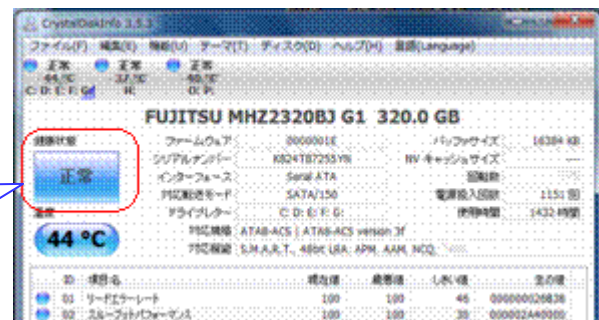 CrystalDiskInfo 3.5.3
ファイル(F) 編集(E) 機能(U) テーマ(T) ディスク(D) ヘルプ(H) 言語(Language)
正常 正常 正常
44 °C 37 °C 40 °C
C: D: E: F: G: H: O: P:
FUJITSU MHZ2320BJ G1 320.0 GB
健康状態
正常
温度
44 °C
ファームウェア 0000001E バッファサイズ 16384 KB
シリアルナンバー K824T87255YN NV キャッシュサイズ ----
インターフェース Serial ATA 回転数 ----
対応転送モード SATA/150 電源投入回数 1151 回
ドライブレター C: D: E: F: G: 使用時間 1432 時間
対応規格 ATA8-ACS | ATA8-ACS version 3f
対応機能 S.M.A.R.T., 48bit LBA, APM, AAM, NCQ,
ID 項目名 現在値 最悪値 しきい値 生の値
01 リードエラーレート 100 100 46 000000026B38
02 スループットパフォーマンス 100 100 30 000002A40000